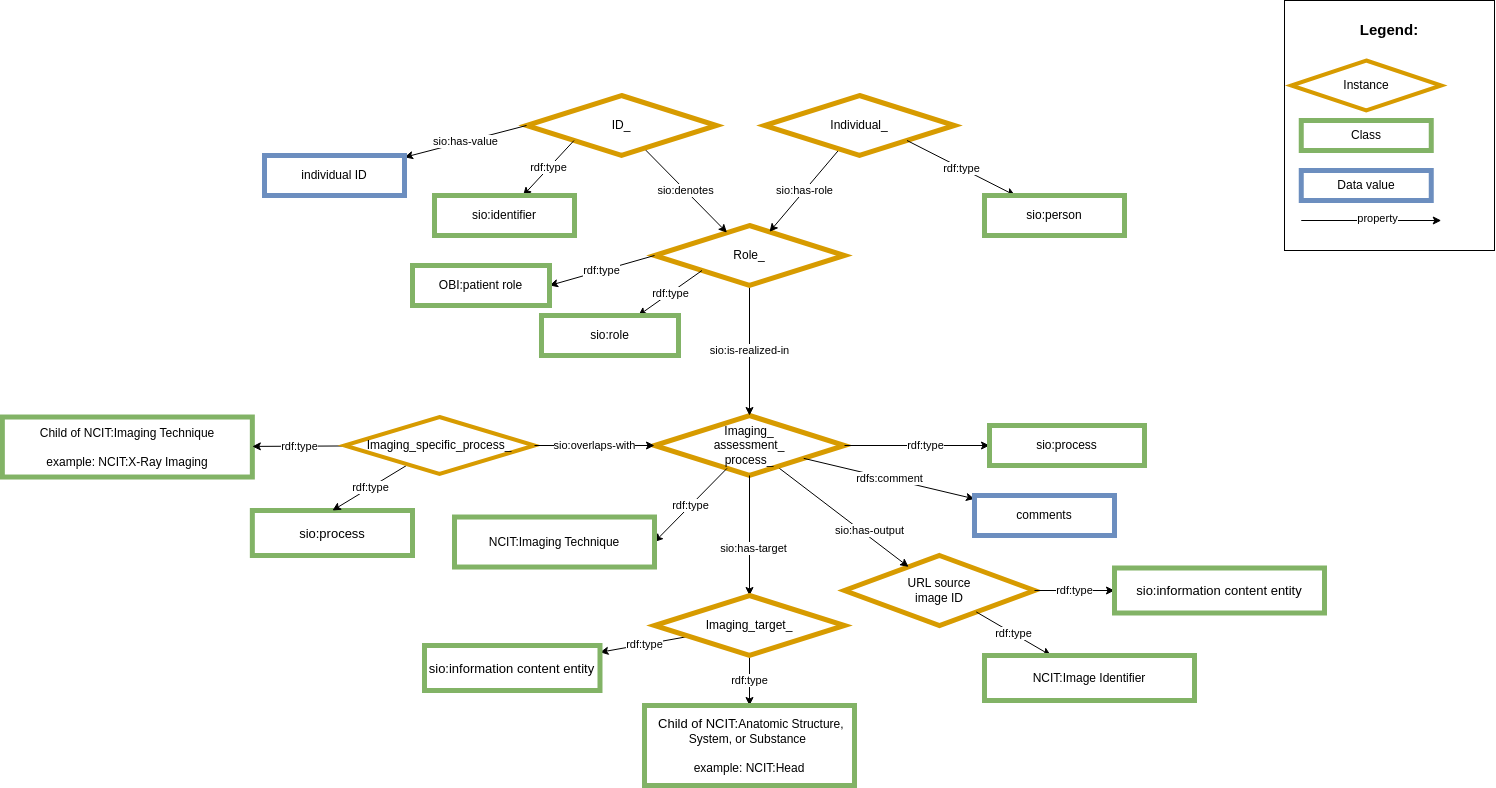 Legend:
Instance
Class
Data value
property
ID_
Individual_
sio:has-value
individual ID
rdf:type
sio:identifier
sio:denotes
sio:has-role
rdf:type
sio:person
Role_
rdf:type
OBI:patient role
rdf:type
sio:role
sio:is-realized-in
Child of NCIT:Imaging Technique
example: NCIT:X-Ray Imaging
rdf:type
Imaging_specific_process_
sio:overlaps-with
Imaging_
assessment_
process_
rdf:type
sio:process
rdf:type
sio:process
rdfs:comment
comments
rdf:type
NCIT:Imaging Technique
sio:has-target
sio:has-output
URL source
image ID
rdf:type
sio:information content entity
rdf:type
NCIT:Image Identifier
Imaging_target_
rdf:type
sio:information content entity
rdf:type
Child of NCIT:Anatomic Structure,
System, or Substance
example: NCIT:Head